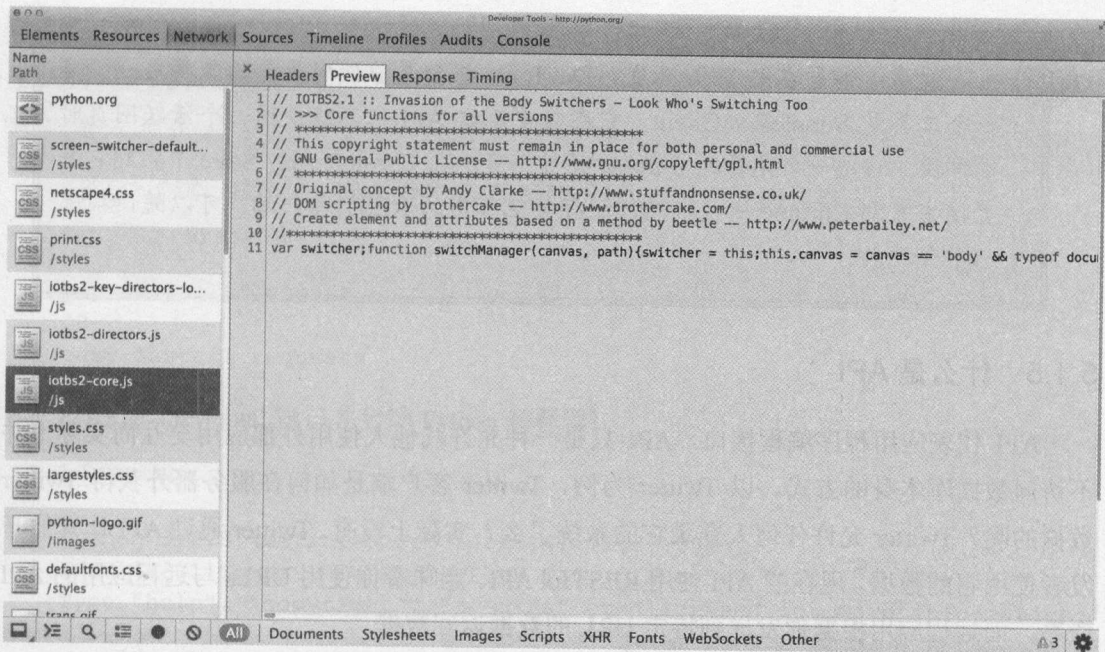 Developer Tools - http://python.org/
Elements Resources Network Sources Timeline Profiles Audits Console
Name
Path
python.org
screen-switcher-default...
/styles
netscape4.css
/styles
print.css
/styles
iotbs2-key-directors-lo...
/js
iotbs2-directors.js
/js
iotbs2-core.js
/js
styles.css
/styles
largestyles.css
/styles
python-logo.gif
/images
defaultfonts.css
/styles
trans.gif
× Headers Preview Response Timing
1 // IOTBS2.1 :: Invasion of the Body Switchers – Look Who's Switching Too
2 // >>> Core functions for all versions
3 // ***********************************************
4 // This copyright statement must remain in place for both personal and commercial use
5 // GNU General Public License —— http://www.gnu.org/copyleft/gpl.html
6 // ***********************************************
7 // Original concept by Andy Clarke —— http://www.stuffandnonsense.co.uk/
8 // DOM scripting by brothercake —— http://www.brothercake.com/
9 // Create element and attributes based on a method by beetle —— http://www.peterbailey.net/
10 //************************************************
11 var switcher;function switchManager(canvas, path){switcher = this;this.canvas = canvas == 'body' && typeof docu
All Documents Stylesheets Images Scripts XHR Fonts WebSockets Other
3